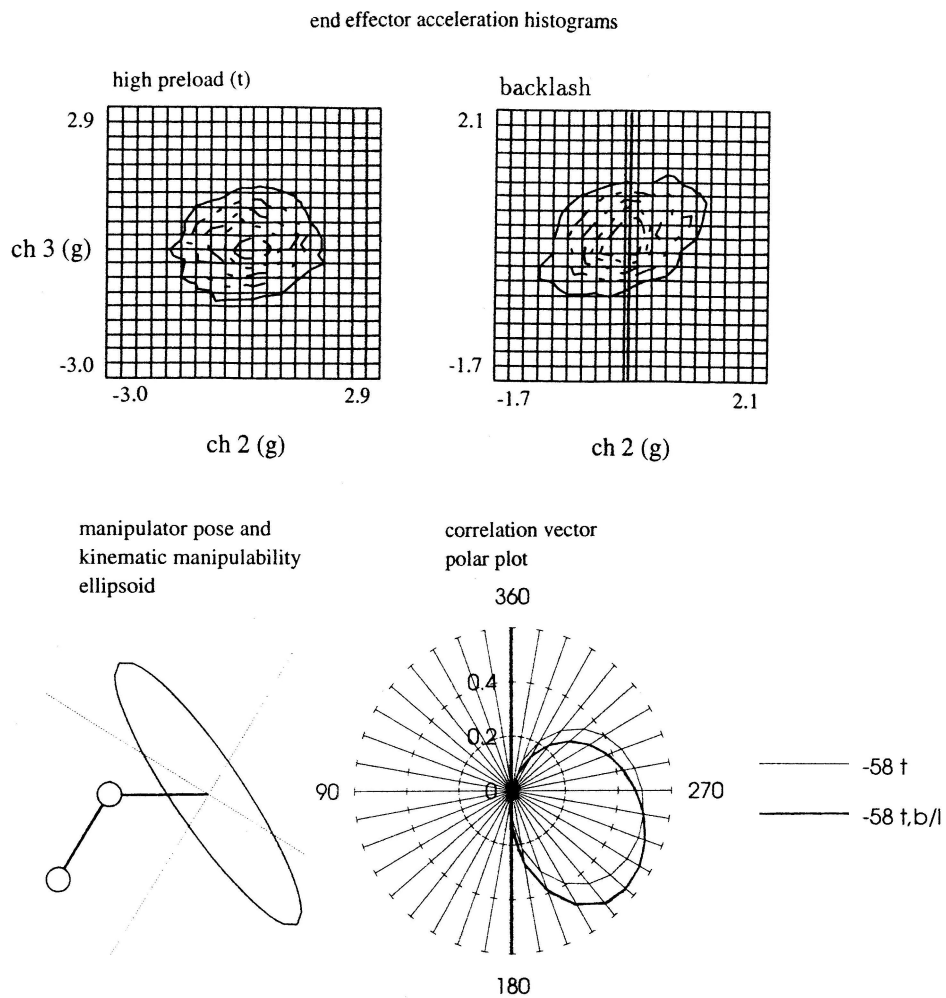 end effector acceleration histograms
high preload (t)
backlash
2.9
2.1
ch 3 (g)
-3.0
-1.7
-3.0
2.9
-1.7
2.1
ch 2 (g)
ch 2 (g)
manipulator pose and
kinematic manipulability
ellipsoid
correlation vector
polar plot
360
0.4
0.2
90
0
270
180
-58 t
-58 t,b/l